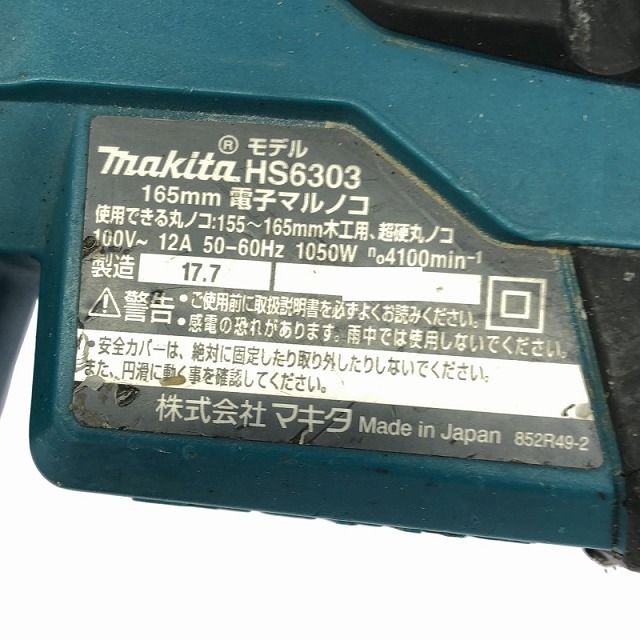 makita® モデル HS6303
165mm 電子マルノコ
使用できる丸ノコ:155〜165mm木工用、超硬丸ノコ
100V~ 12A 50-60Hz 1050W n₀4100min⁻¹
製造 17.7
⚠警告 ・ご使用前に取扱説明書を必ずよくお読みください。
・感電の恐れがあります。雨中では使用しないでください。
・安全カバーは、絶対に固定したり取り外したりしないでください。
また、円滑に動く事を確認してください。
株式会社 マキタ Made in Japan 852R49-2